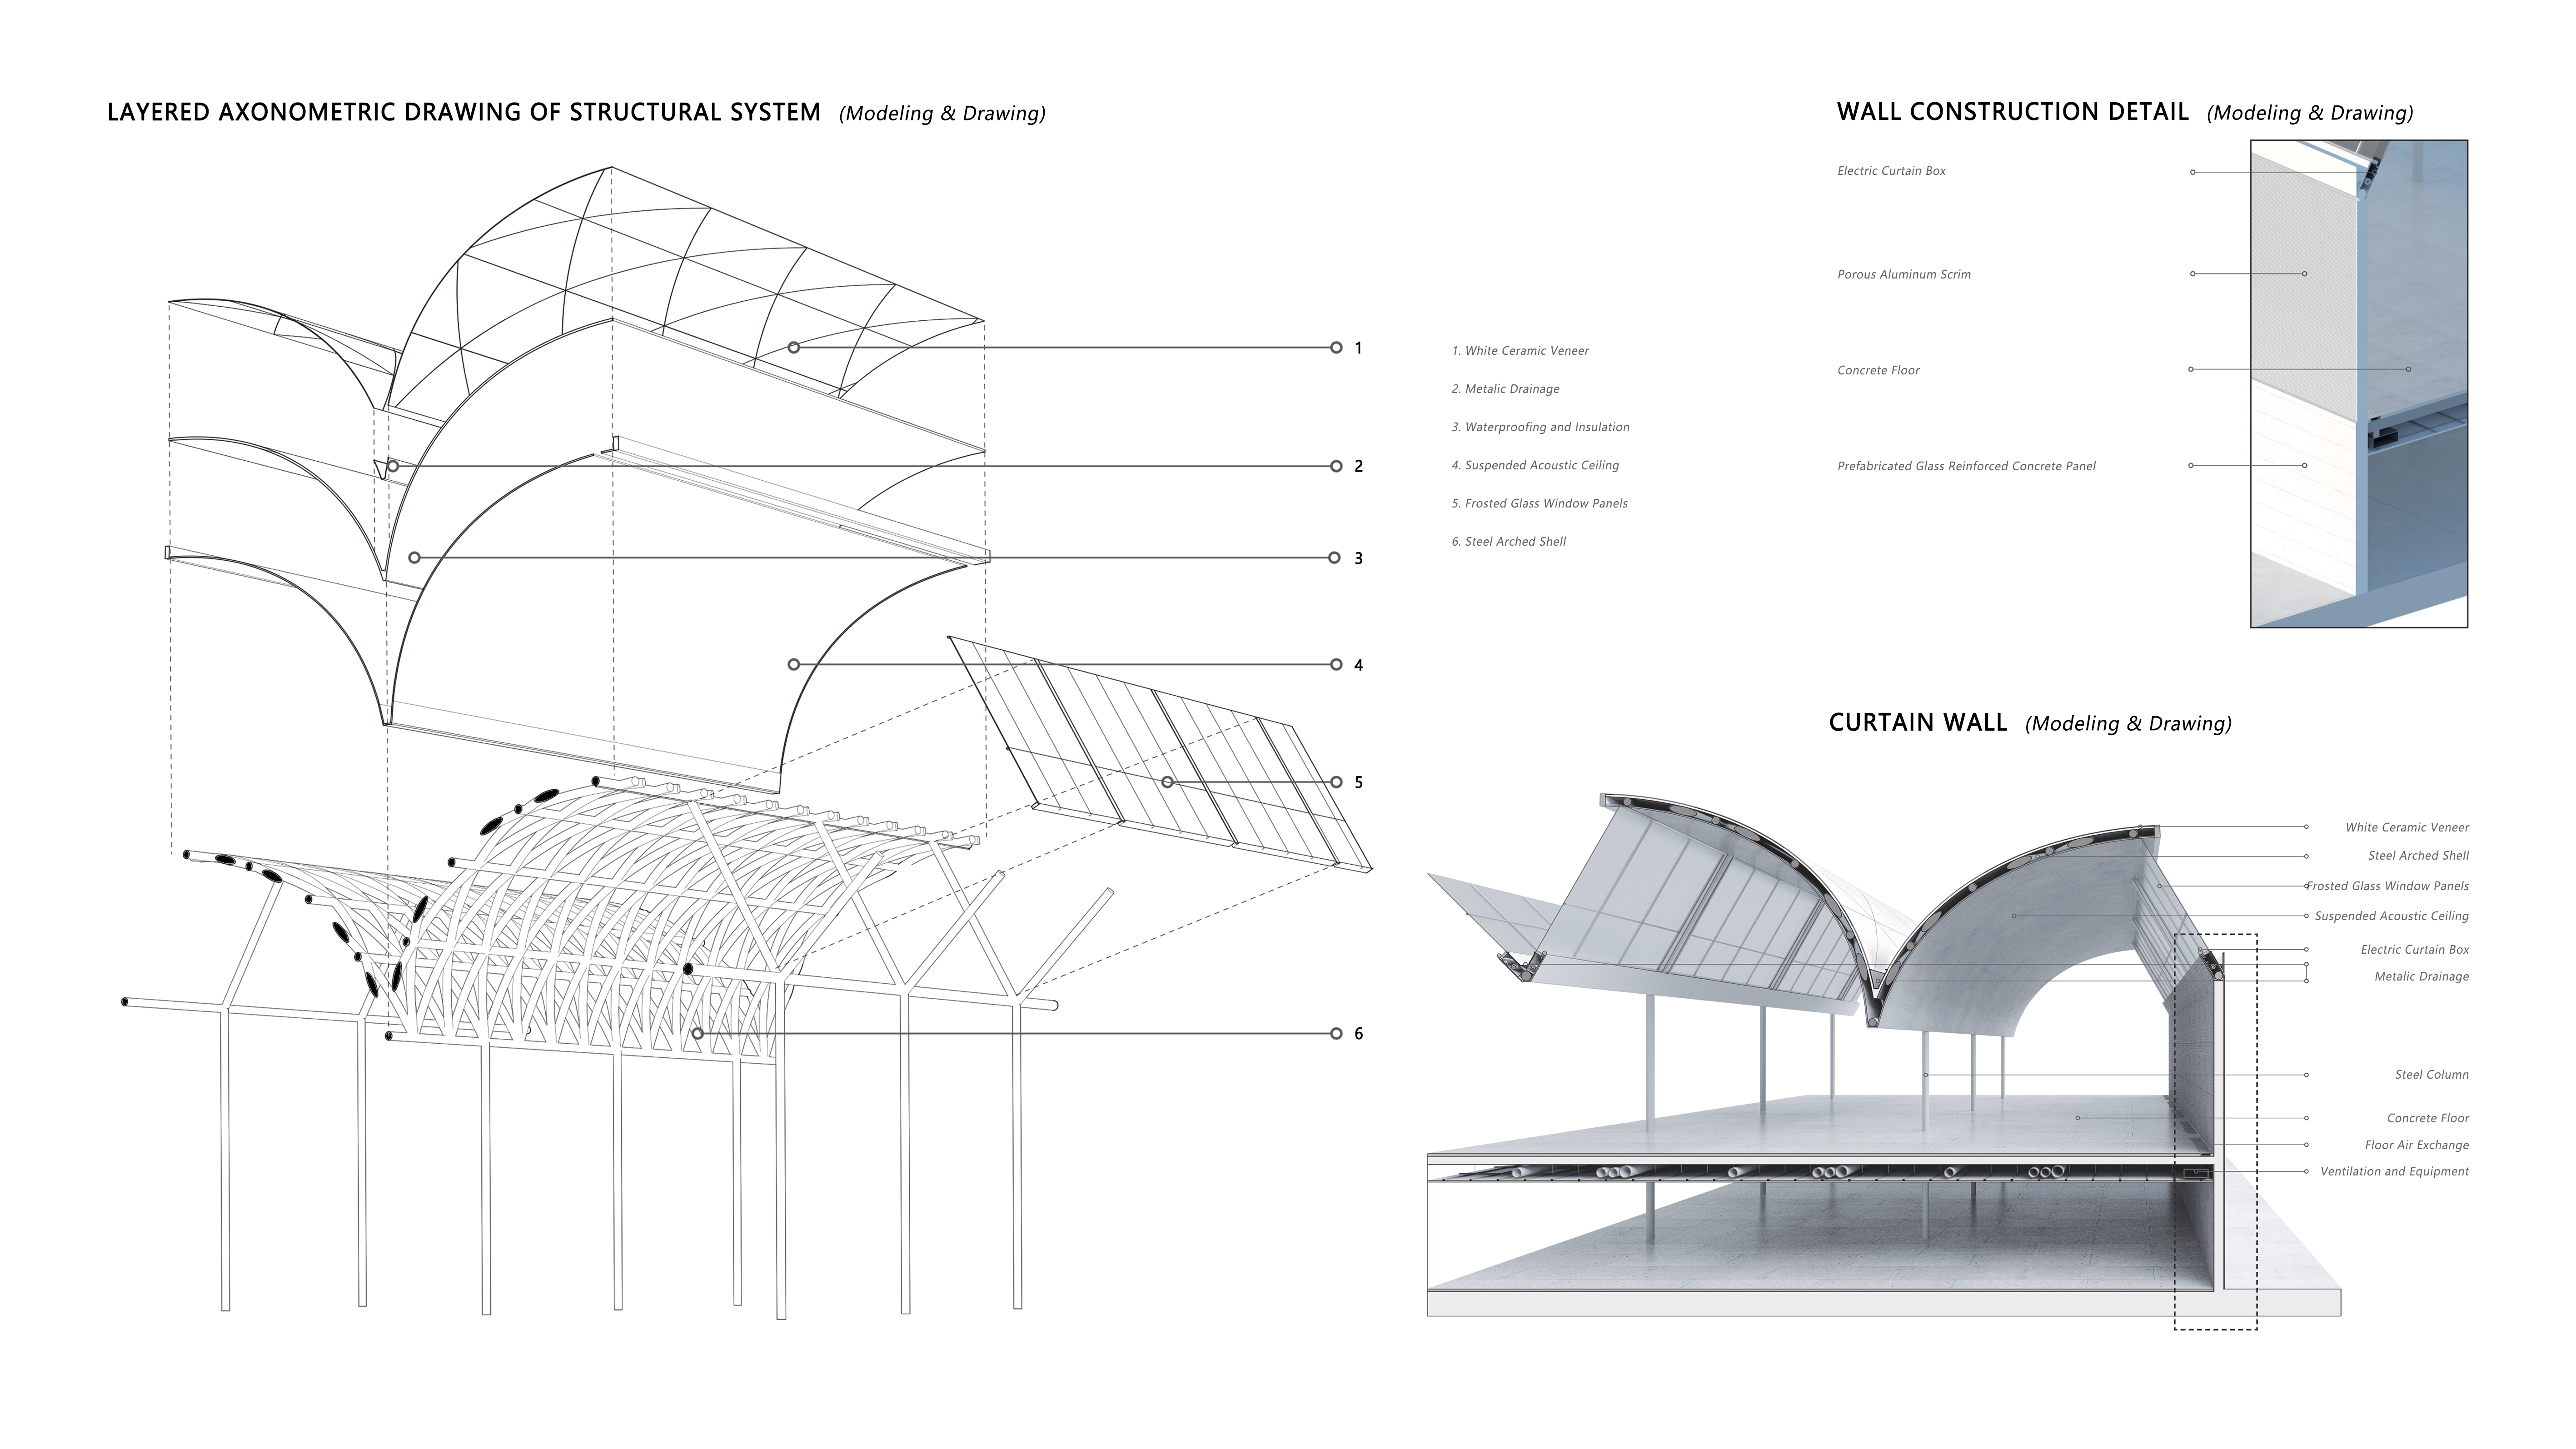 LAYERED AXONOMETRIC DRAWING OF STRUCTURAL SYSTEM (Modeling & Drawing)
1
2
3
4
5
6
1. White Ceramic Veneer
2. Metalic Drainage
3. Waterproofing and Insulation
4. Suspended Acoustic Ceiling
5. Frosted Glass Window Panels
6. Steel Arched Shell
WALL CONSTRUCTION DETAIL (Modeling & Drawing)
Electric Curtain Box
Porous Aluminum Scrim
Concrete Floor
Prefabricated Glass Reinforced Concrete Panel
CURTAIN WALL (Modeling & Drawing)
White Ceramic Veneer
Steel Arched Shell
Frosted Glass Window Panels
Suspended Acoustic Ceiling
Electric Curtain Box
Metalic Drainage
Steel Column
Concrete Floor
Floor Air Exchange
Ventilation and Equipment